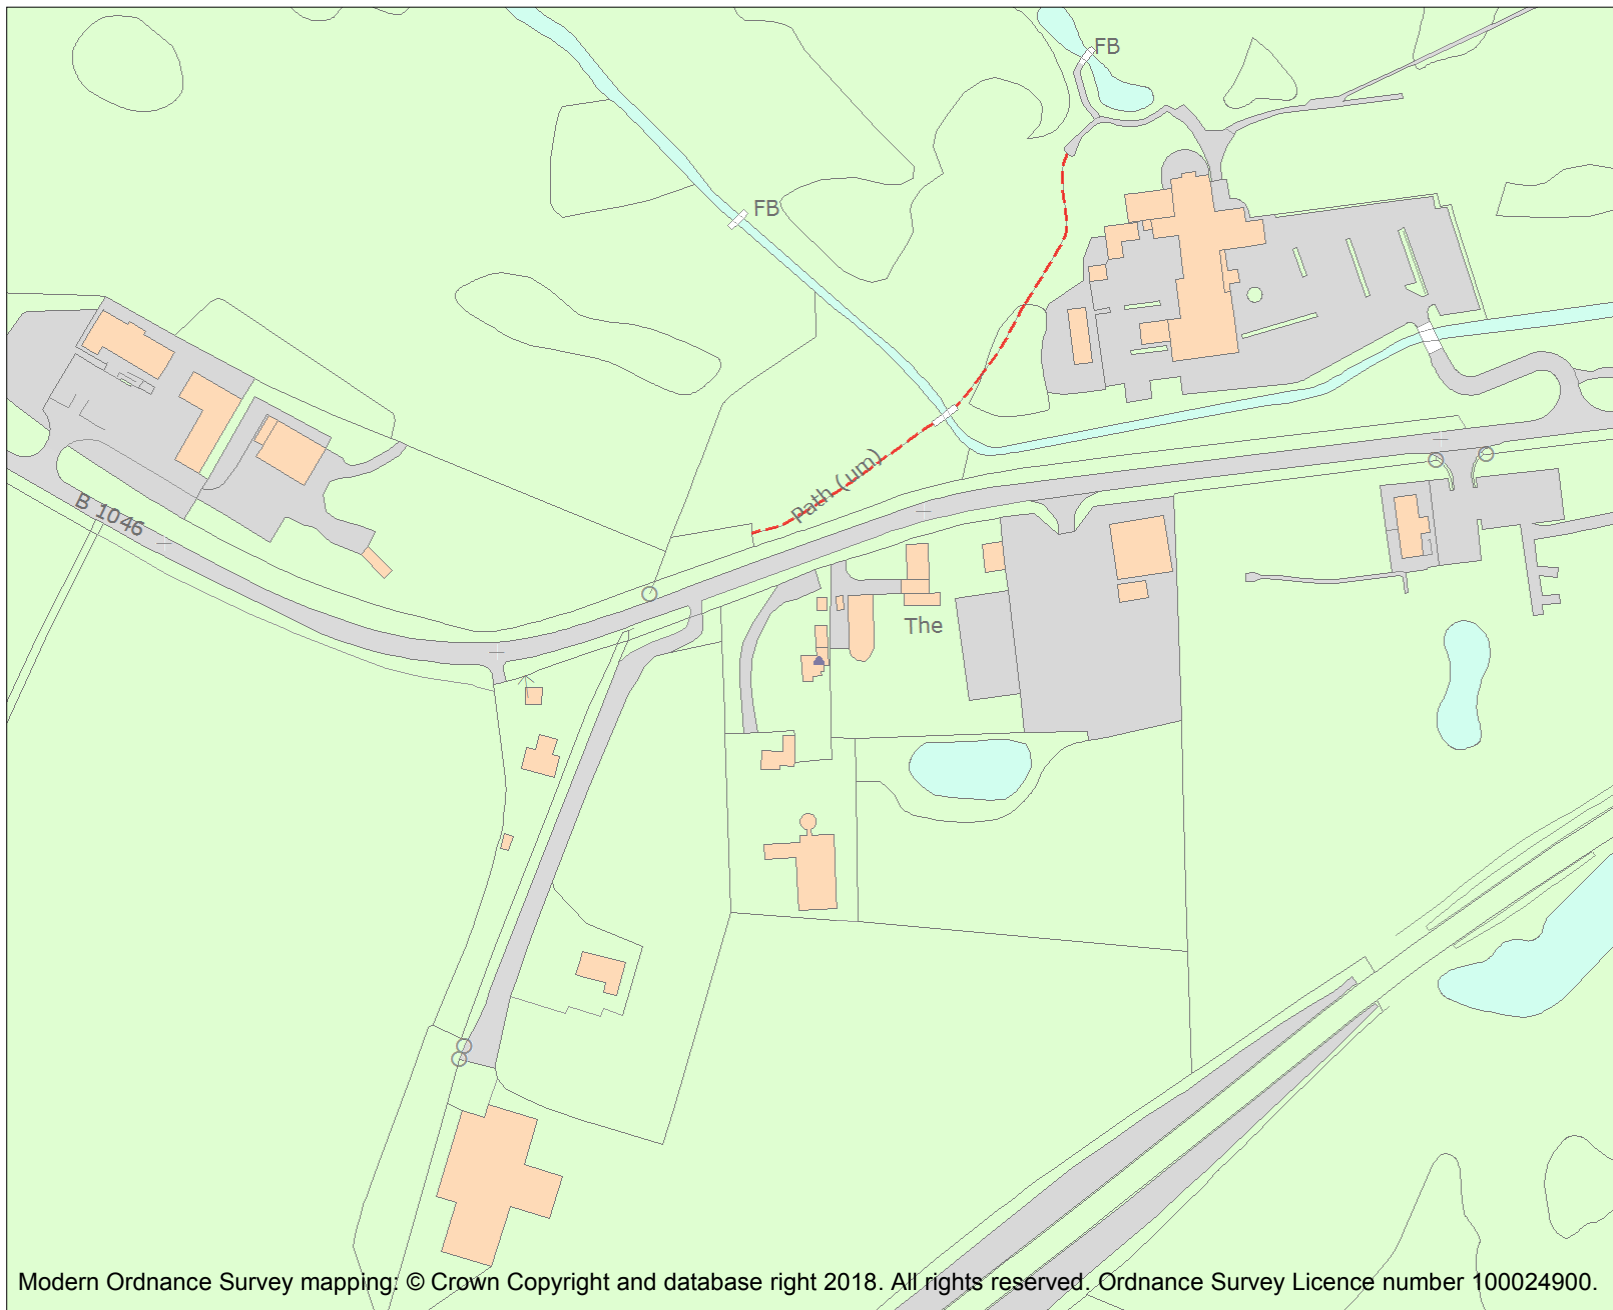 FB
FB
Path (um)
B 1046
The
Modern Ordnance Survey mapping: © Crown Copyright and database right 2018. All rights reserved. Ordnance Survey Licence number 100024900.